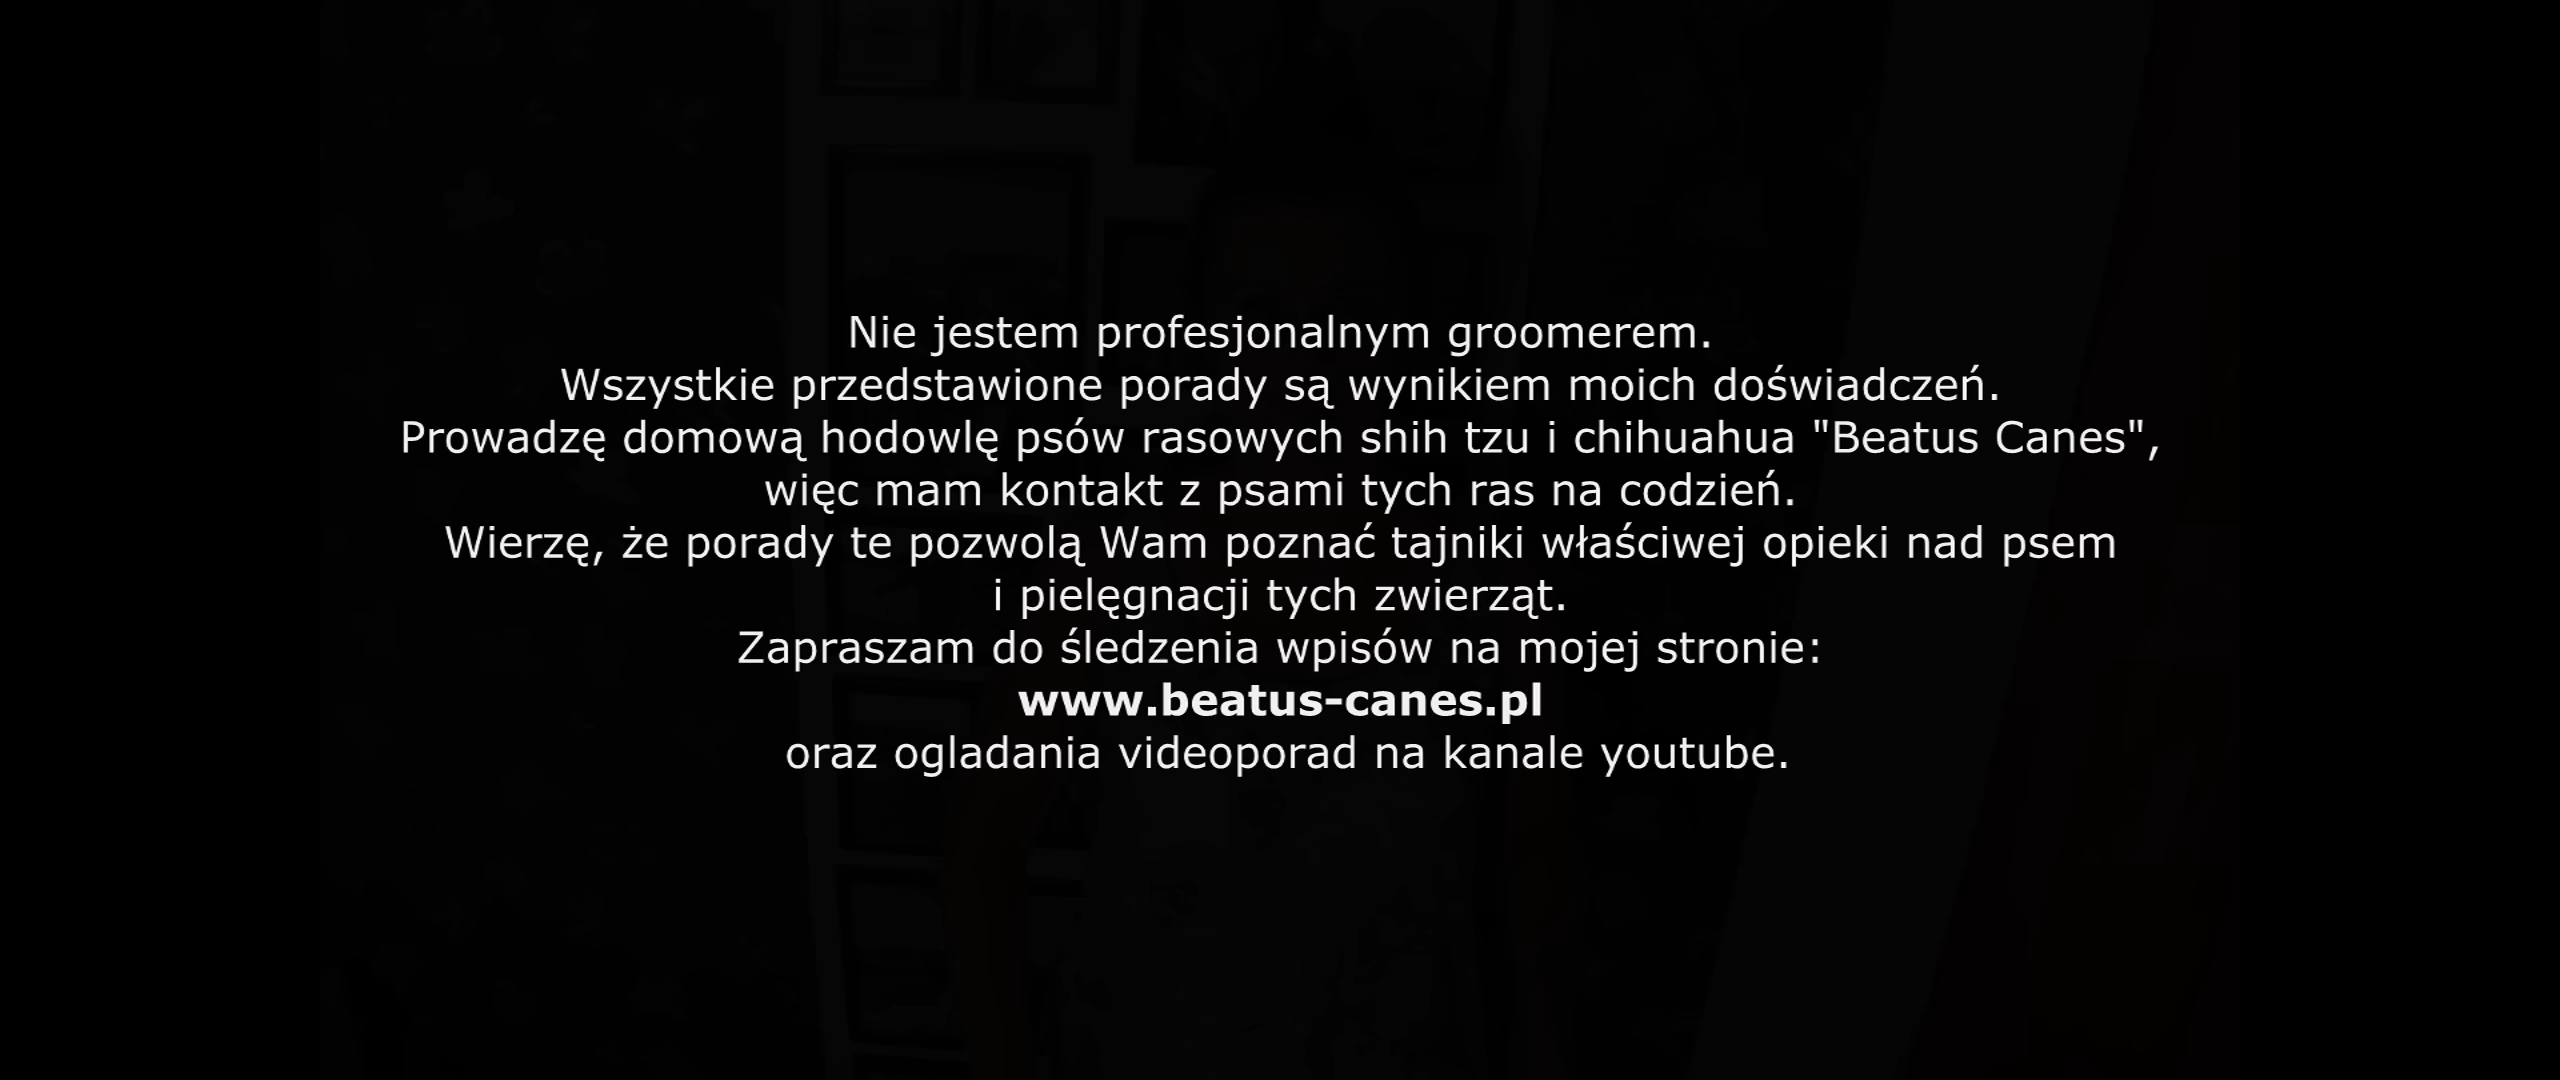 Nie jestem profesjonalnym groomerem.
Wszystkie przedstawione porady są wynikiem moich doświadczeń.
Prowadzę domową hodowlę psów rasowych shih tzu i chihuahua "Beatus Canes",
więc mam kontakt z psami tych ras na codzień.
Wierzę, że porady te pozwolą Wam poznać tajniki właściwej opieki nad psem
i pielęgnacji tych zwierząt.
Zapraszam do śledzenia wpisów na mojej stronie:
www.beatus-canes.pl
oraz ogladania videoporad na kanale youtube.